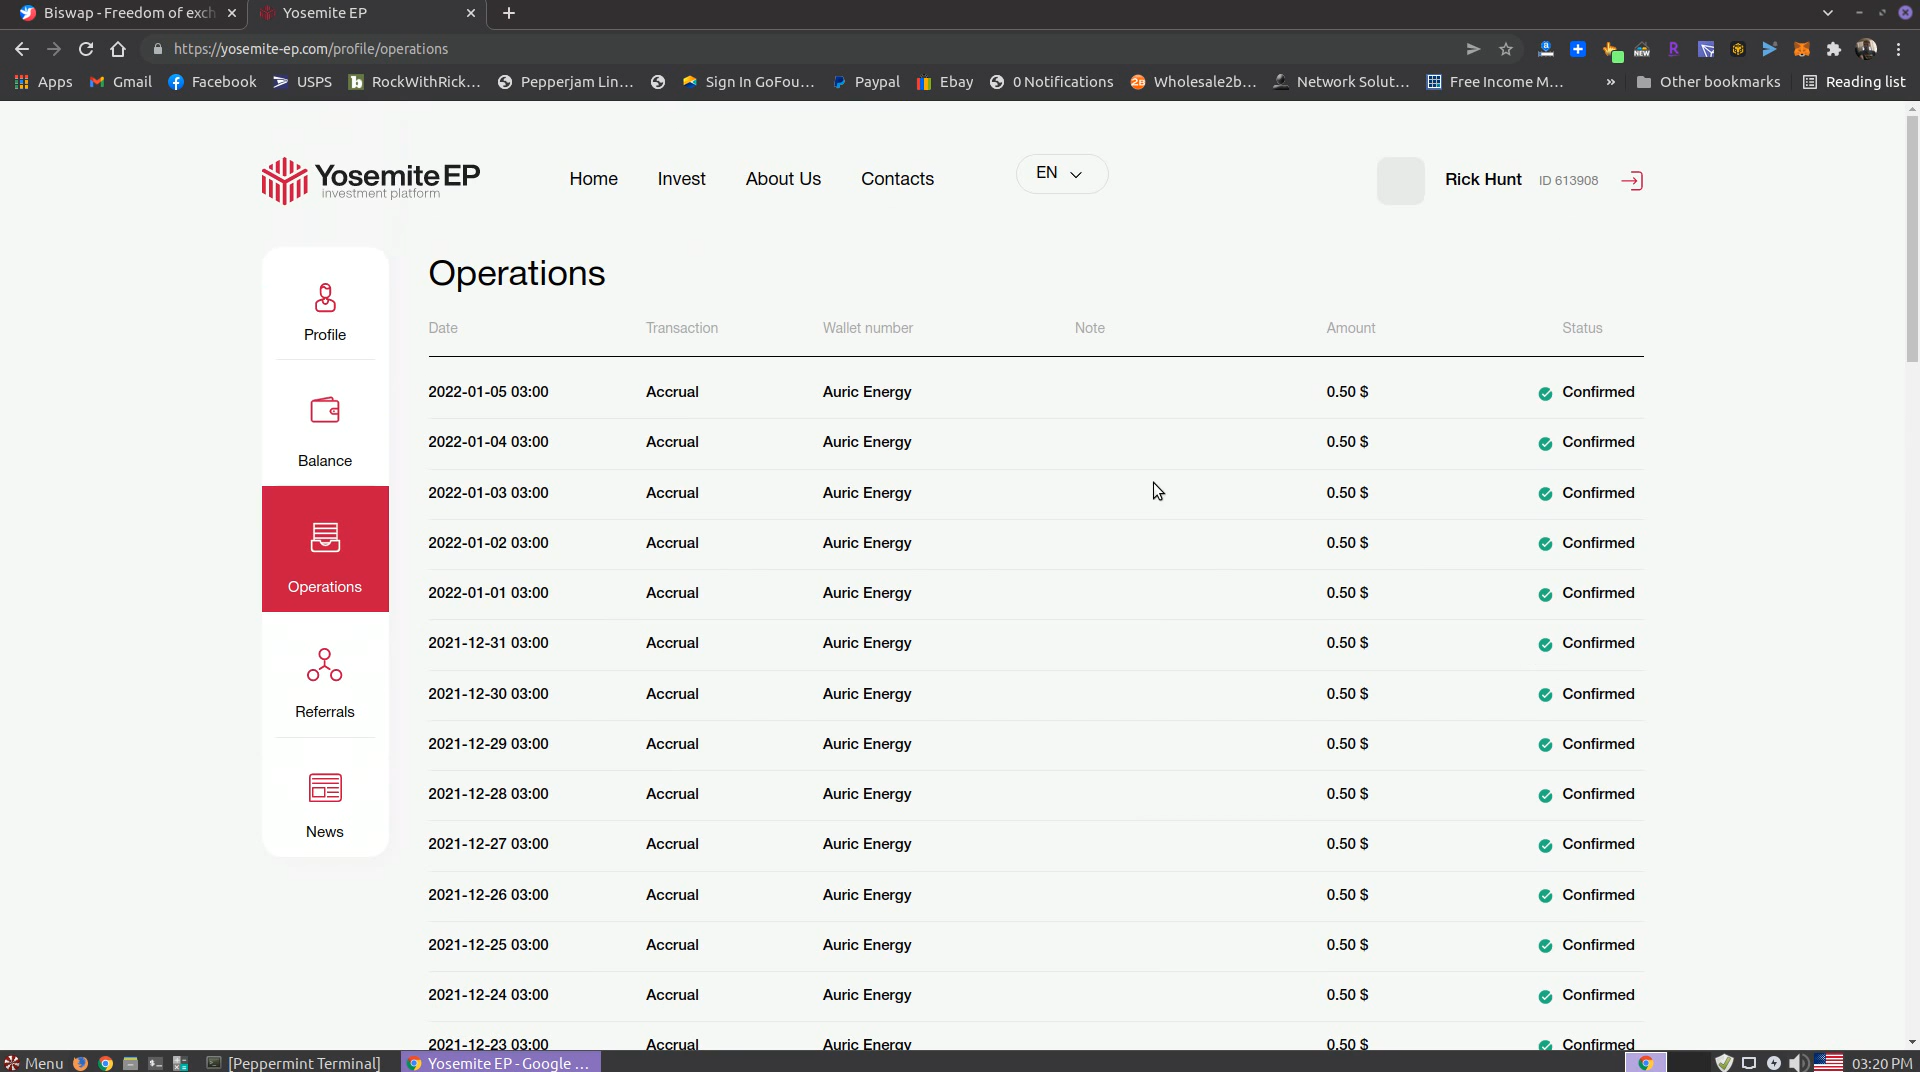 Biswap - Freedom of exch
Yosemite EP
https://yosemite-ep.com/profile/operations
Apps Gmail Facebook USPS RockWithRick... Pepperjam Lin... Sign In GoFou... Paypal Ebay 0 Notifications Wholesale2b... Network Solut... Free Income M... » Other bookmarks Reading list
Yosemite EP
investment platform
Home Invest About Us Contacts EN Rick Hunt ID 613908
Profile
Balance
Operations
Referrals
News
Operations
Date Transaction Wallet number Note Amount Status
2022-01-05 03:00 Accrual Auric Energy 0.50 $ Confirmed
2022-01-04 03:00 Accrual Auric Energy 0.50 $ Confirmed
2022-01-03 03:00 Accrual Auric Energy 0.50 $ Confirmed
2022-01-02 03:00 Accrual Auric Energy 0.50 $ Confirmed
2022-01-01 03:00 Accrual Auric Energy 0.50 $ Confirmed
2021-12-31 03:00 Accrual Auric Energy 0.50 $ Confirmed
2021-12-30 03:00 Accrual Auric Energy 0.50 $ Confirmed
2021-12-29 03:00 Accrual Auric Energy 0.50 $ Confirmed
2021-12-28 03:00 Accrual Auric Energy 0.50 $ Confirmed
2021-12-27 03:00 Accrual Auric Energy 0.50 $ Confirmed
2021-12-26 03:00 Accrual Auric Energy 0.50 $ Confirmed
2021-12-25 03:00 Accrual Auric Energy 0.50 $ Confirmed
2021-12-24 03:00 Accrual Auric Energy 0.50 $ Confirmed
2021-12-23 03:00 Accrual Auric Energy 0.50 $ Confirmed
Menu [Peppermint Terminal] Yosemite EP - Google ... 03:20 PM